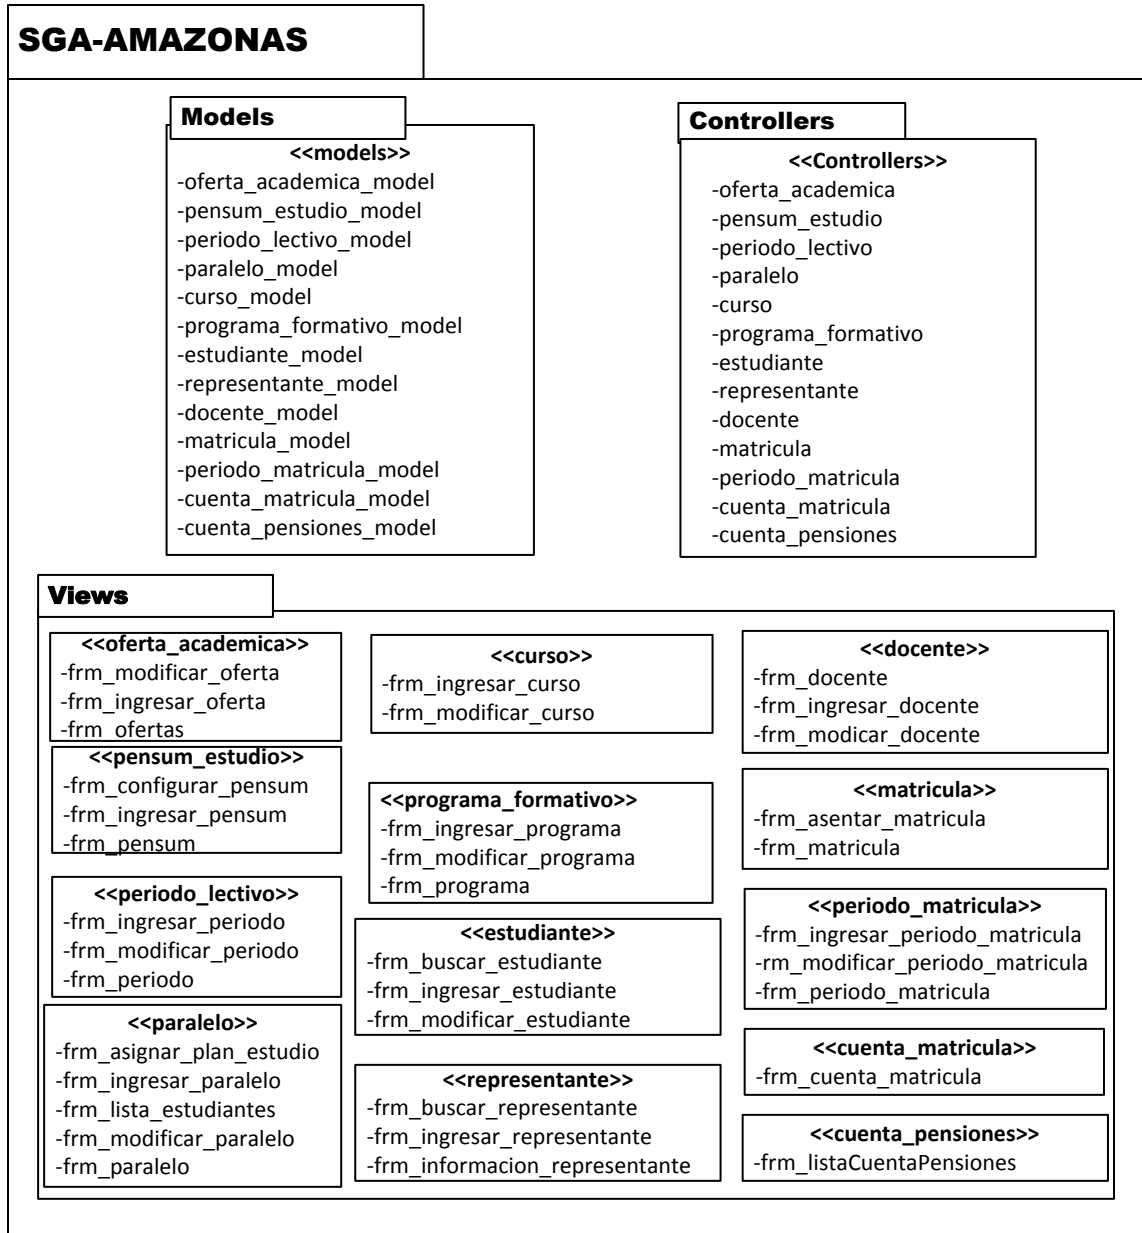 SGA-AMAZONAS
Models
<<models>>
-oferta_academica_model
-pensum_estudio_model
-periodo_lectivo_model
-paralelo_model
-curso_model
-programa_formativo_model
-estudiante_model
-representante_model
-docente_model
-matricula_model
-periodo_matricula_model
-cuenta_matricula_model
-cuenta_pensiones_model
Controllers
<<Controllers>>
-oferta_academica
-pensum_estudio
-periodo_lectivo
-paralelo
-curso
-programa_formativo
-estudiante
-representante
-docente
-matricula
-periodo_matricula
-cuenta_matricula
-cuenta_pensiones
Views
<<oferta_academica>>
-frm_modificar_oferta
-frm_ingresar_oferta
-frm_ofertas
<<pensum_estudio>>
-frm_configurar_pensum
-frm_ingresar_pensum
-frm_pensum
<<periodo_lectivo>>
-frm_ingresar_periodo
-frm_modificar_periodo
-frm_periodo
<<paralelo>>
-frm_asignar_plan_estudio
-frm_ingresar_paralelo
-frm_lista_estudiantes
-frm_modificar_paralelo
-frm_paralelo
<<curso>>
-frm_ingresar_curso
-frm_modificar_curso
<<programa_formativo>>
-frm_ingresar_programa
-frm_modificar_programa
-frm_programa
<<estudiante>>
-frm_buscar_estudiante
-frm_ingresar_estudiante
-frm_modificar_estudiante
<<representante>>
-frm_buscar_representante
-frm_ingresar_representante
-frm_informacion_representante
<<docente>>
-frm_docente
-frm_ingresar_docente
-frm_modicar_docente
<<matricula>>
-frm_asentar_matricula
-frm_matricula
<<periodo_matricula>>
-frm_ingresar_periodo_matricula
-rm_modificar_periodo_matricula
-frm_periodo_matricula
<<cuenta_matricula>>
-frm_cuenta_matricula
<<cuenta_pensiones>>
-frm_listaCuentaPensiones